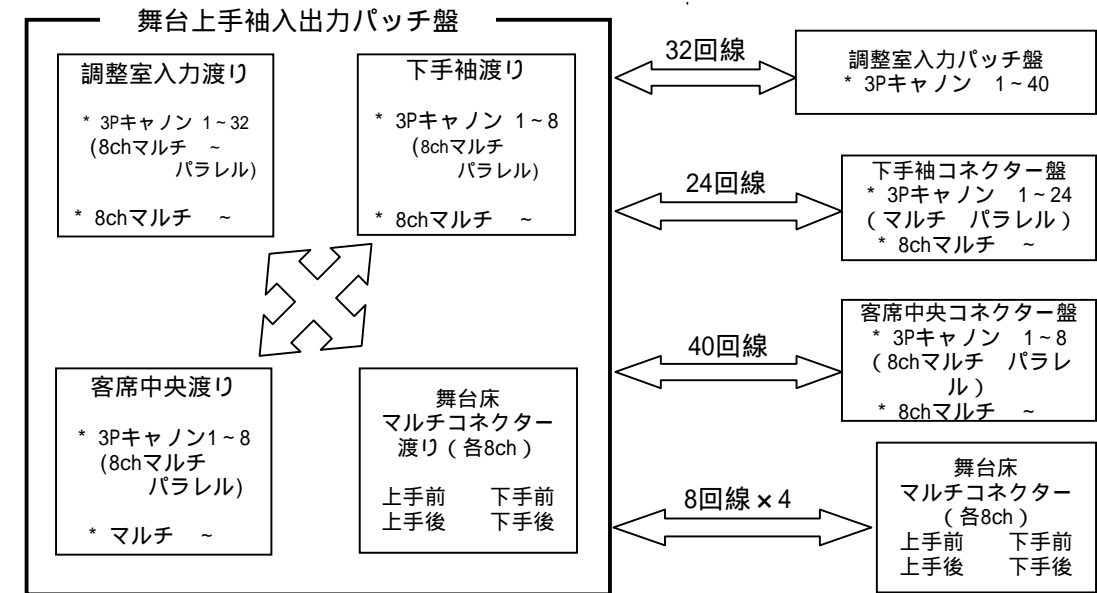 舞台上手袖入出力パッチ盤
調整室入力渡り
* 3Pキャノン 1~32
(8chマルチ ~
パラレル)
* 8chマルチ ~
下手袖渡り
* 3Pキャノン 1~8
(8chマルチ
パラレル)
* 8chマルチ ~
客席中央渡り
* 3Pキャノン1~8
(8chマルチ
パラレル)
* マルチ ~
舞台床
マルチコネクター
渡り(各8ch)
上手前 下手前
上手後 下手後
32回線
調整室入力パッチ盤
* 3Pキャノン 1~40
24回線
下手袖コネクター盤
* 3Pキャノン 1~24
(マルチ パラレル)
* 8chマルチ ~
40回線
客席中央コネクター盤
* 3Pキャノン 1~8
(8chマルチ パラレ
ル)
* 8chマルチ ~
8回線×4
舞台床
マルチコネクター
(各8ch)
上手前 下手前
上手後 下手後